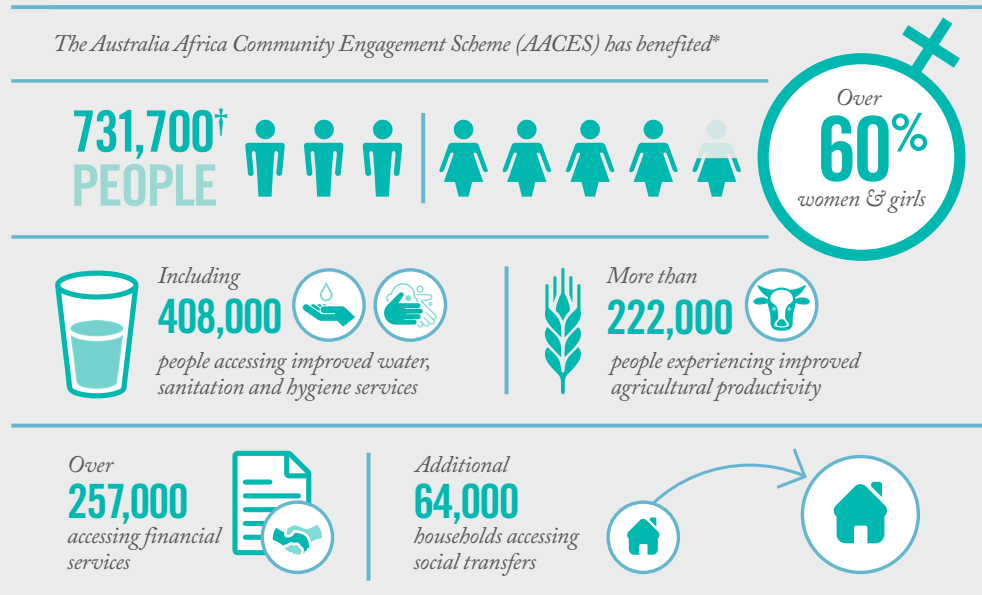 The Australia Africa Community Engagement Scheme (AACES) has benefited*
731,700†
PEOPLE
Over
60%
women & girls
Including
408,000
people accessing improved water,
sanitation and hygiene services
More than
222,000
people experiencing improved
agricultural productivity
Over
257,000
accessing financial
services
Additional
64,000
households accessing
social transfers